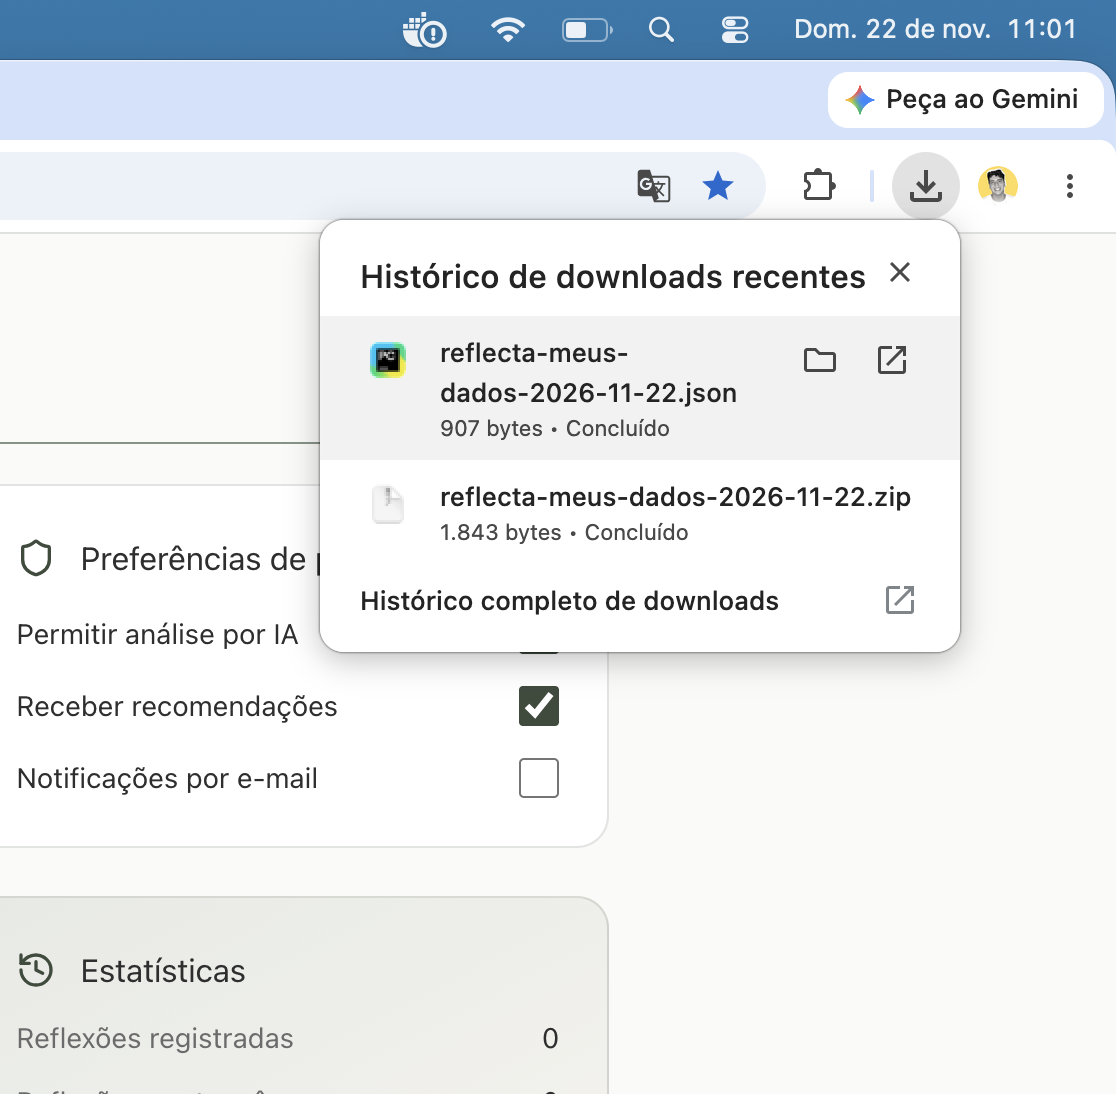 Dom. 22 de nov. 11:01
Peça ao Gemini
Histórico de downloads recentes
reflecta-meus-
dados-2026-11-22.json
907 bytes • Concluído
reflecta-meus-dados-2026-11-22.zip
1.843 bytes • Concluído
Histórico completo de downloads
Preferências de
Permitir análise por IA
Receber recomendações
Notificações por e-mail
Estatísticas
Reflexões registradas 0